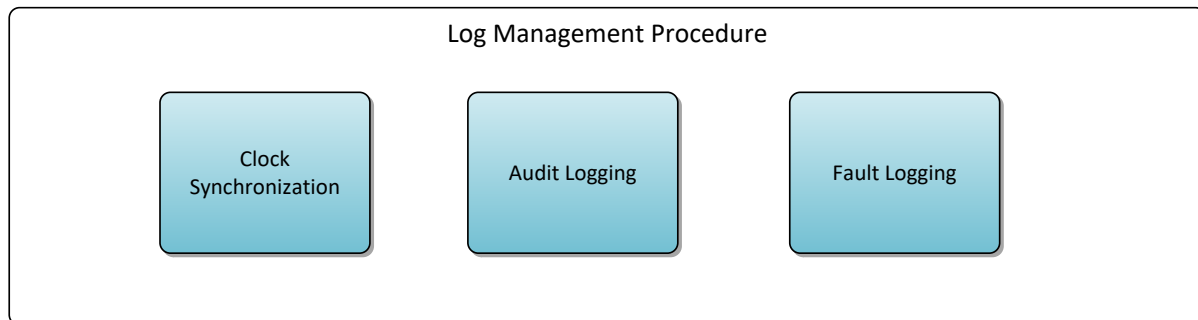 Log Management Procedure
Clock
Synchronization
Audit Logging
Fault Logging